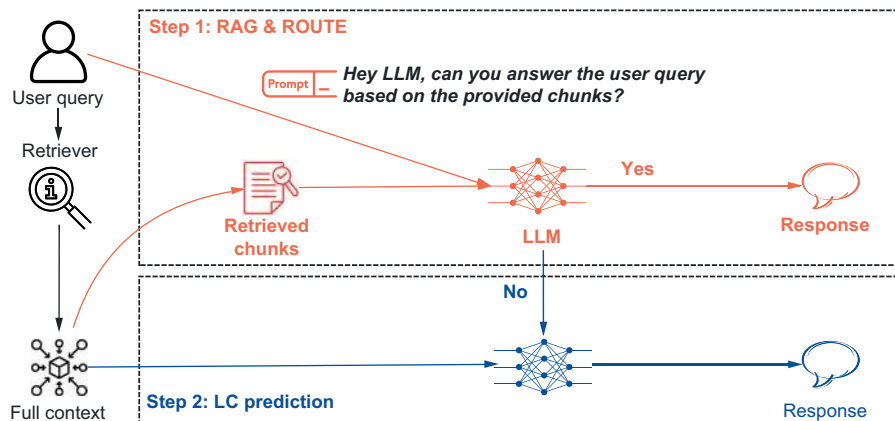 Step 1: RAG & ROUTE
Prompt
Hey LLM, can you answer the user query
based on the provided chunks?
User query
Retriever
Retrieved
chunks
LLM
Yes
Response
No
Full context
Step 2: LC prediction
Response